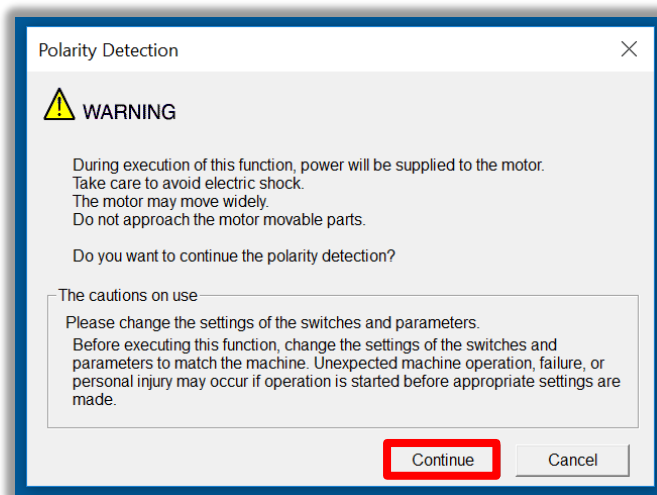 Polarity Detection
WARNING
During execution of this function, power will be supplied to the motor.
Take care to avoid electric shock.
The motor may move widely.
Do not approach the motor movable parts.
Do you want to continue the polarity detection?
The cautions on use
Please change the settings of the switches and parameters.
Before executing this function, change the settings of the switches and
parameters to match the machine. Unexpected machine operation, failure, or
personal injury may occur if operation is started before appropriate settings are
made.
Continue
Cancel